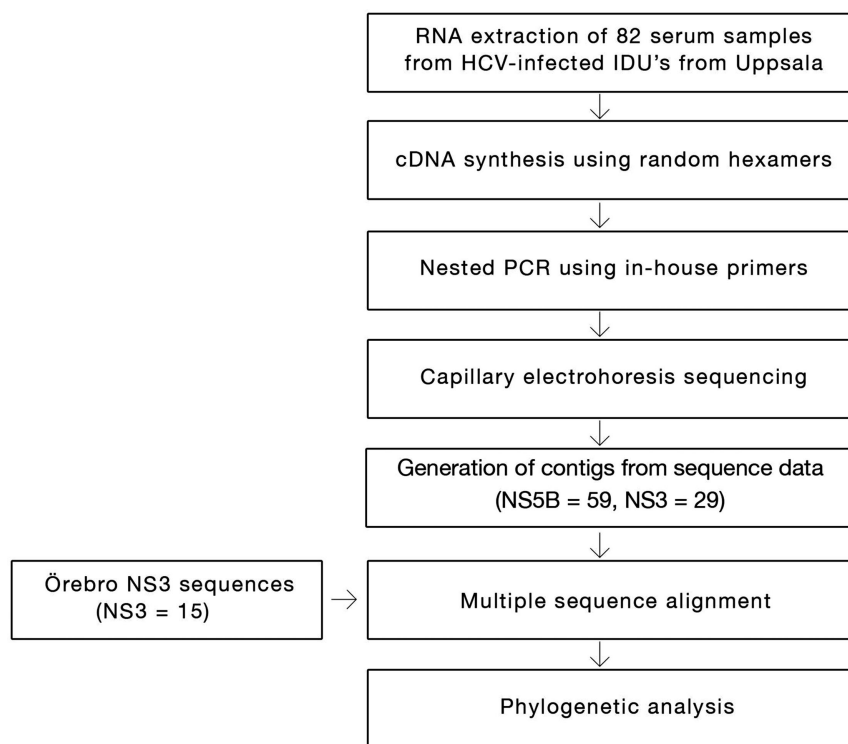 RNA extraction of 82 serum samples
from HCV-infected IDU's from Uppsala
cDNA synthesis using random hexamers
Nested PCR using in-house primers
Capillary electrohoresis sequencing
Generation of contigs from sequence data
(NS5B = 59, NS3 = 29)
Örebro NS3 sequences
(NS3 = 15)
Multiple sequence alignment
Phylogenetic analysis